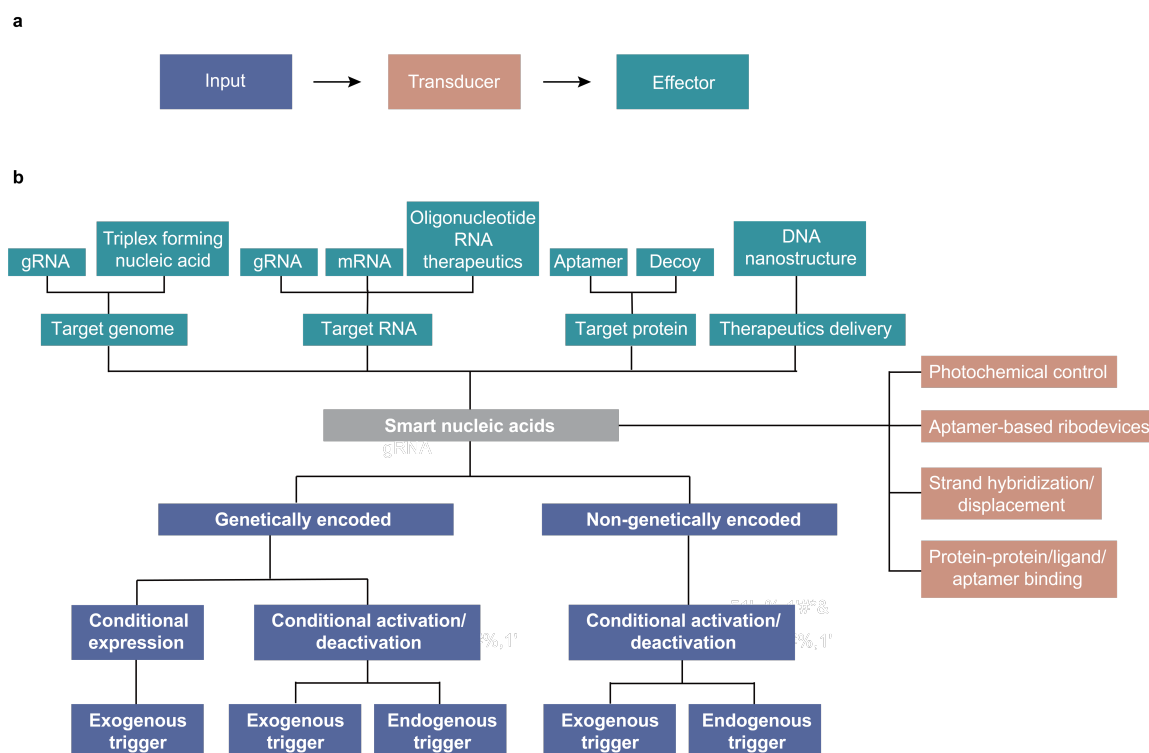 a
Input
Transducer
Effector
b
gRNA
Triplex forming
nucleic acid
gRNA
mRNA
Oligonucleotide
RNA
therapeutics
Aptamer
Decoy
DNA
nanostructure
Target genome
Target RNA
Target protein
Therapeutics delivery
Photochemical control
Aptamer-based ribodevices
Strand hybridization/
displacement
Protein-protein/ligand/
aptamer binding
Smart nucleic acids
gRNA
Genetically encoded
Non-genetically encoded
Conditional
expression
Conditional activation/
deactivation
Conditional activation/
deactivation
Exogenous
trigger
Exogenous
trigger
Endogenous
trigger
Exogenous
trigger
Endogenous
trigger